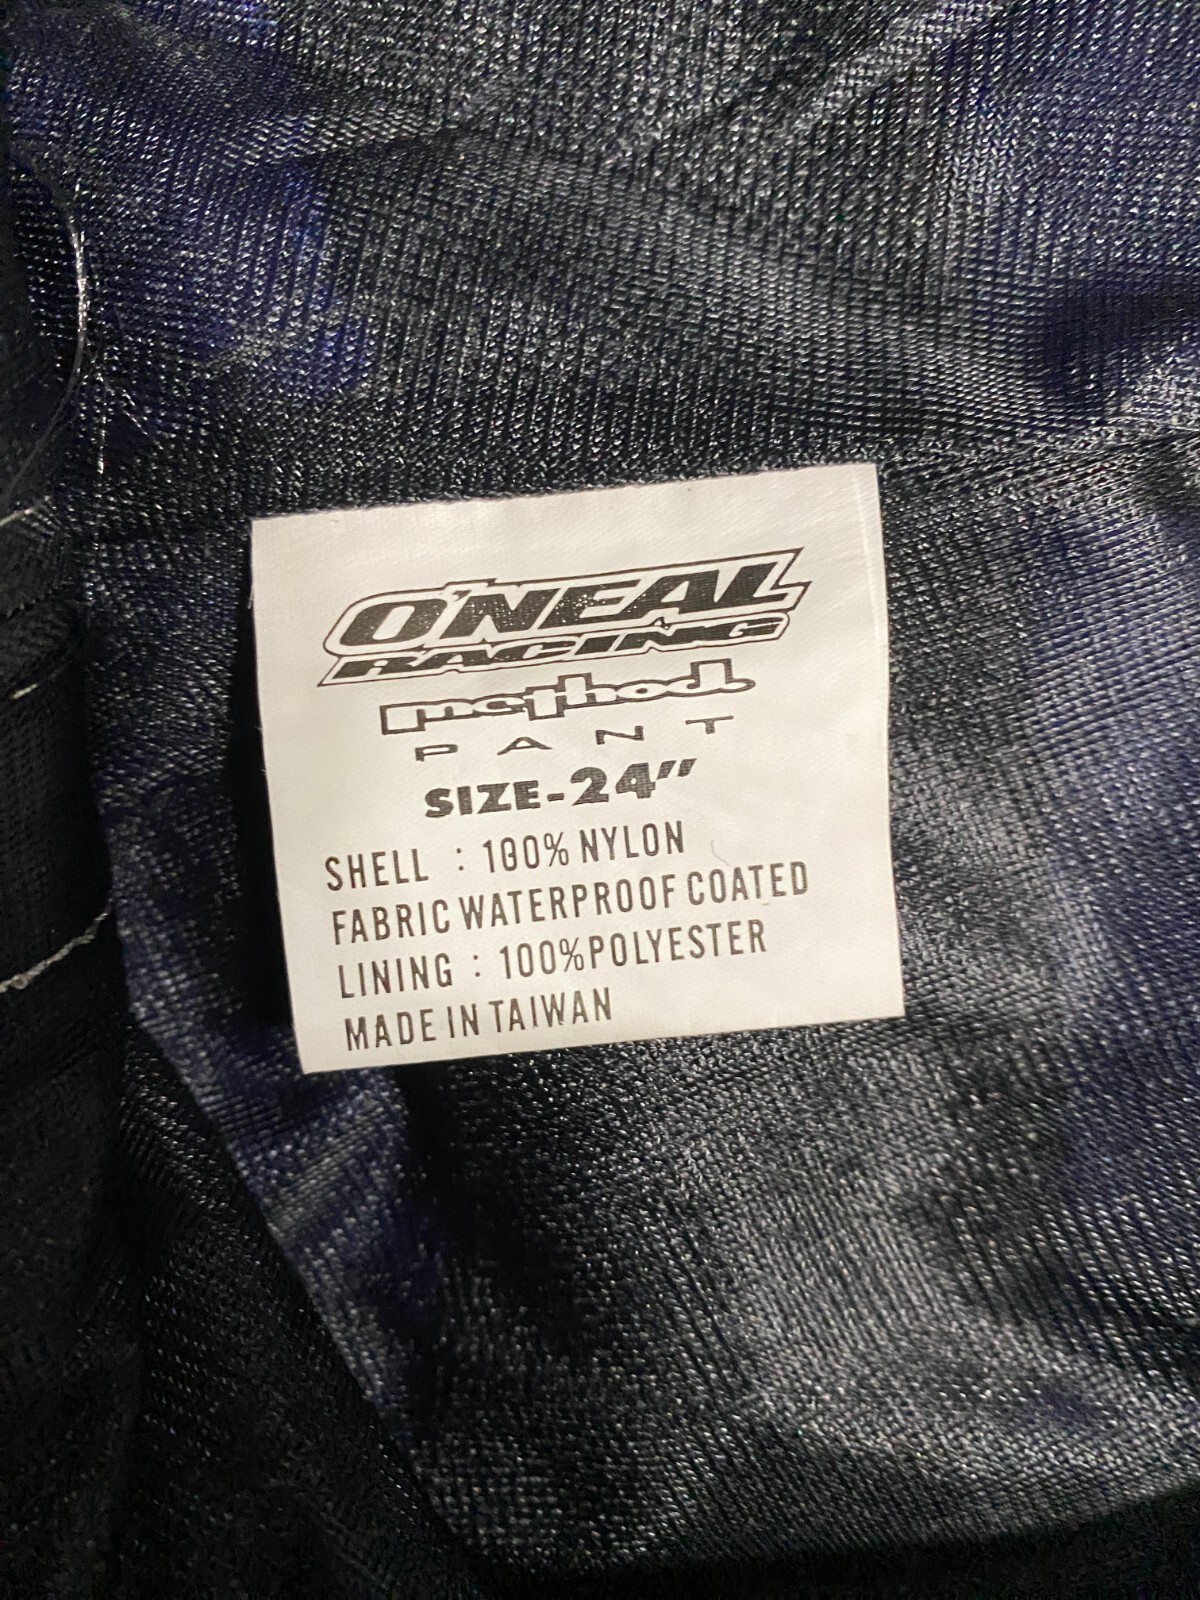 O'NEAL
RACING
method
PANT
SIZE-24"
SHELL : 100% NYLON
FABRIC WATERPROOF COATED
LINING : 100% POLYESTER
MADE IN TAIWAN